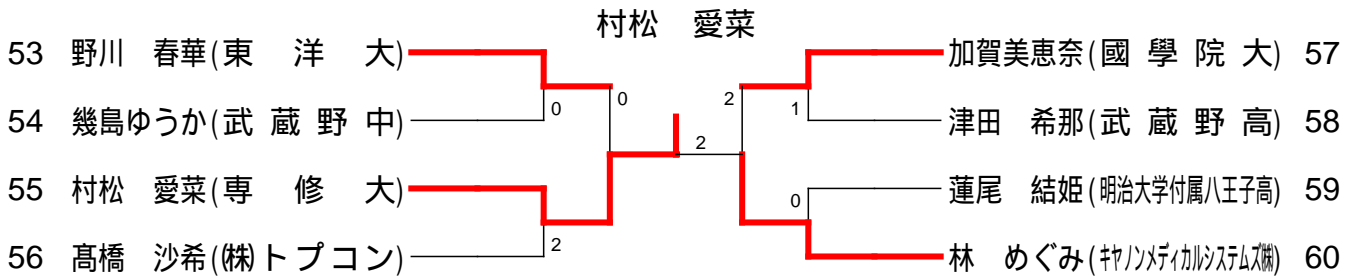 村松　愛菜
53 野川　春華(東　洋　大)
加賀美恵奈(國 學 院 大) 57
0
2
54 幾島ゆうか(武 蔵 野 中)
0
1
津田　希那(武 蔵 野 高) 58
2
55 村松　愛菜(専　修　大)
0
蓮尾　結姫(明治大学付属八王子高) 59
56 髙橋　沙希(㈱トプコン)
2
林　めぐみ(キヤノンメディカルシステムズ㈱) 60